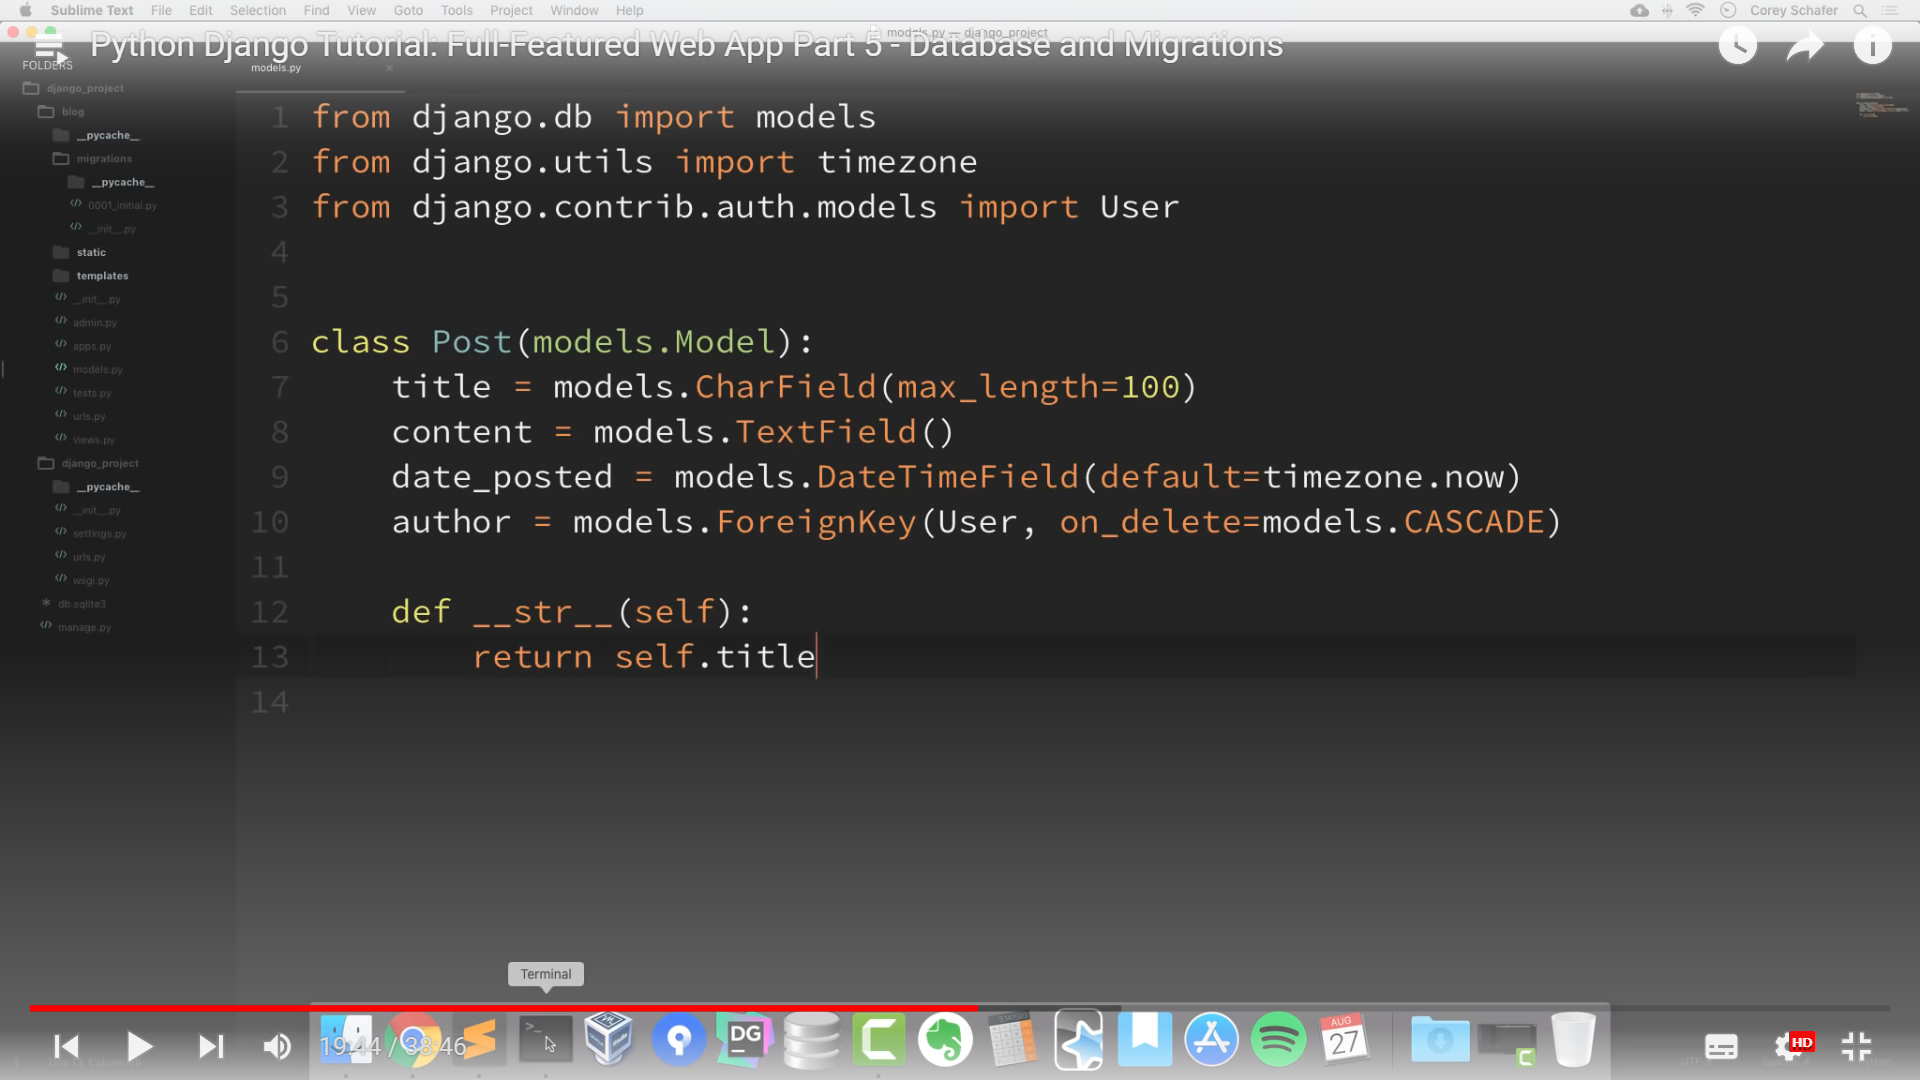 Sublime Text File Edit Selection Find View Goto Tools Project Window Help Corey Schafer
models.py — django_project
Python Django Tutorial: Full-Featured Web App Part 5 - Database and Migrations
FOLDERS
models.py
django_project
blog
__pycache__
migrations
__pycache__
0001_initial.py
__init__.py
static
templates
__init__.py
admin.py
apps.py
models.py
tests.py
urls.py
views.py
django_project
__pycache__
__init__.py
settings.py
urls.py
wsgi.py
db.sqlite3
manage.py
1 from django.db import models
2 from django.utils import timezone
3 from django.contrib.auth.models import User
4
5
6 class Post(models.Model):
7 title = models.CharField(max_length=100)
8 content = models.TextField()
9 date_posted = models.DateTimeField(default=timezone.now)
10 author = models.ForeignKey(User, on_delete=models.CASCADE)
11
12 def __str__(self):
13 return self.title
14
Terminal
19:44 / 38:46
>_
DG
AUG
27
HD